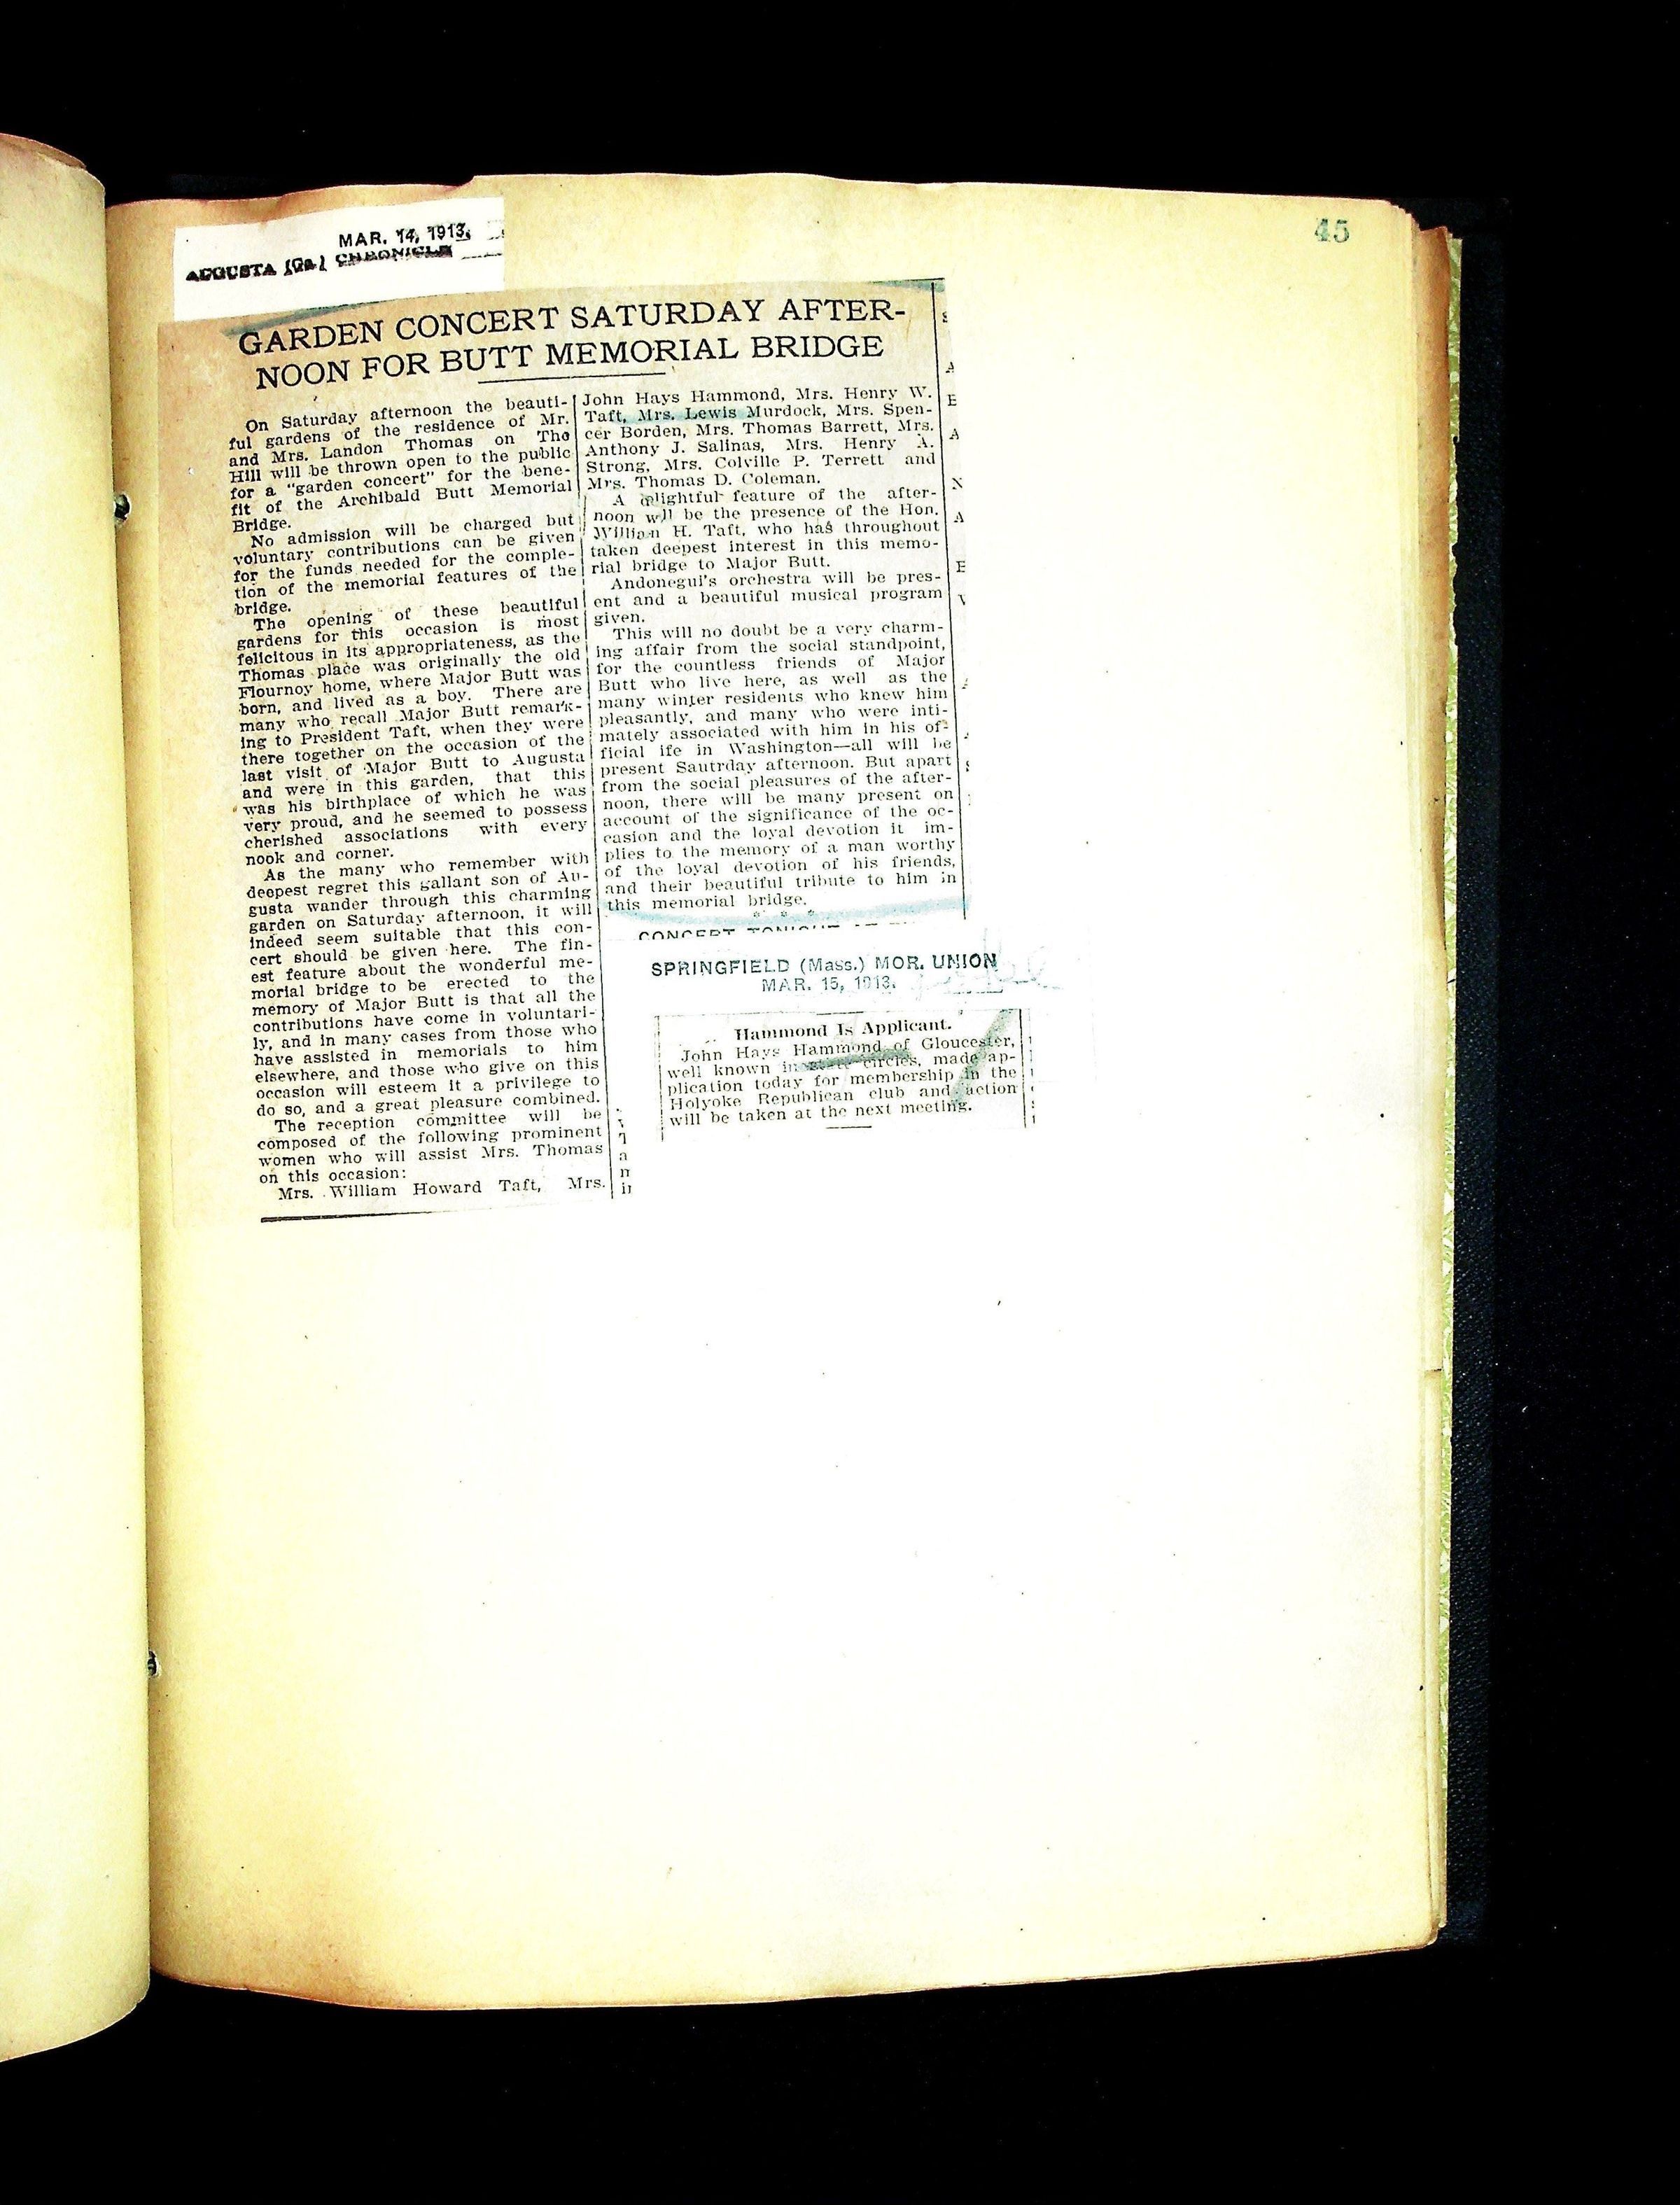 45
MAR. 14, 1913.
AUGUSTA (Ga.) CHRONICLE
GARDEN CONCERT SATURDAY AFTER-
NOON FOR BUTT MEMORIAL BRIDGE
On Saturday afternoon the beauti-
ful gardens of the residence of Mr.
and Mrs. Landon Thomas on The
Hill will be thrown open to the public
for a "garden concert" for the bene-
fit of the Archibald Butt Memorial
Bridge.
No admission will be charged but
voluntary contributions can be given
for the funds needed for the comple-
tion of the memorial features of the
bridge.
The opening of these beautiful
gardens for this occasion is most
felicitous in its appropriateness, as the
Thomas place was originally the old
Flournoy home, where Major Butt was
born, and lived as a boy. There are
many who recall Major Butt remark-
ing to President Taft, when they were
there together on the occasion of the
last visit of Major Butt to Augusta
and were in this garden, that this
was his birthplace of which he was
very proud, and he seemed to possess
cherished associations with every
nook and corner.
As the many who remember with
deepest regret this gallant son of Au-
gusta wander through this charming
garden on Saturday afternoon, it will
indeed seem suitable that this con-
cert should be given here. The fin-
est feature about the wonderful me-
morial bridge to be erected to the
memory of Major Butt is that all the
contributions have come in voluntari-
ly, and in many cases from those who
have assisted in memorials to him
elsewhere, and those who give on this
occasion will esteem it a privilege to
do so, and a great pleasure combined.
The reception committee will be
composed of the following prominent
women who will assist Mrs. Thomas
on this occasion:
Mrs. William Howard Taft, Mrs.
John Hays Hammond, Mrs. Henry W.
Taft, Mrs. Lewis Murdock, Mrs. Spen-
cer Borden, Mrs. Thomas Barrett, Mrs.
Anthony J. Salinas, Mrs. Henry A.
Strong, Mrs. Colville P. Terrett and
Mrs. Thomas D. Coleman.
A delightful feature of the after-
noon will be the presence of the Hon.
William H. Taft, who has throughout
taken deepest interest in this memo-
rial bridge to Major Butt.
Andonegui's orchestra will be pres-
ent and a beautiful musical program
given.
This will no doubt be a very charm-
ing affair from the social standpoint,
for the countless friends of Major
Butt who live here, as well as the
many winter residents who knew him
pleasantly, and many who were inti-
mately associated with him in his of-
ficial ife in Washington—all will be
present Sautrday afternoon. But apart
from the social pleasures of the after-
noon, there will be many present on
account of the significance of the oc-
casion and the loyal devotion it im-
plies to the memory of a man worthy
of the loyal devotion of his friends,
and their beautiful tribute to him in
this memorial bridge.
* * *
CONCERT TONIGHT
SPRINGFIELD (Mass.) MOR. UNION
MAR. 15, 1913.
Hammond Is Applicant.
John Hays Hammond of Gloucester,
well known in state circles, made ap-
plication today for membership in the
Holyoke Republican club and action
will be taken at the next meeting.